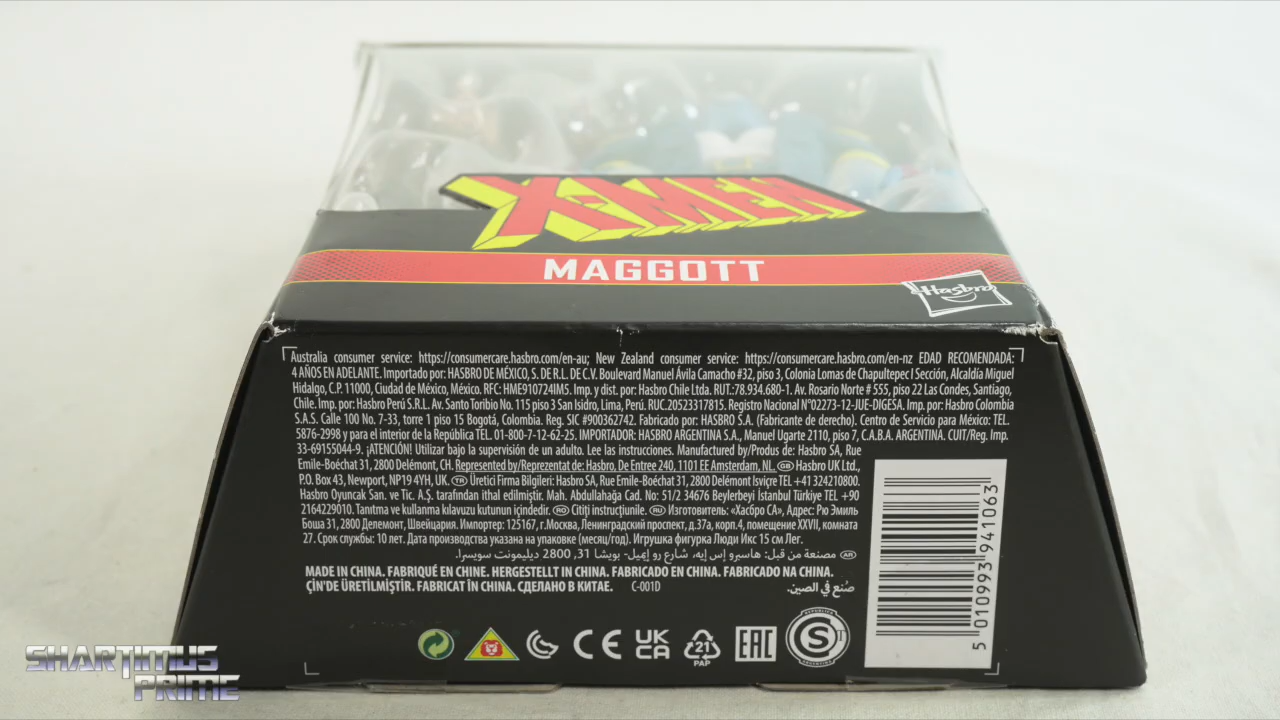 X-MEN
MAGGOTT
Hasbro
Australia consumer service: https://consumercare.hasbro.com/en-au; New Zealand consumer service: https://consumercare.hasbro.com/en-nz EDAD RECOMENDADA:
4 AÑOS EN ADELANTE. Importado por: HASBRO DE MÉXICO, S. DE R.L. DE C.V. Boulevard Manuel Ávila Camacho #32, piso 3, Colonia Lomas de Chapultepec I Sección, Alcaldía Miguel
Hidalgo, C.P. 11000, Ciudad de México, México. RFC: HME910724IM5. Imp. y dist. por: Hasbro Chile Ltda. RUT.:78.934.680-1. Av. Rosario Norte # 555, piso 22 Las Condes, Santiago,
Chile. Imp. por: Hasbro Perú S.R.L. Av. Santo Toribio No. 115 piso 3 San Isidro, Lima, Perú. RUC.20523317815. Registro Nacional N°02273-12-JUE-DIGESA. Imp. por: Hasbro Colombia
S.A.S. Calle 100 No. 7-33, torre 1 piso 15 Bogotá, Colombia. Reg. SIC #900362742. Fabricado por: HASBRO S.A. (Fabricante de derecho). Centro de Servicio para México: TEL.
5876-2998 y para el interior de la República TEL. 01-800-7-12-62-25. IMPORTADOR: HASBRO ARGENTINA S.A., Manuel Ugarte 2110, piso 7, C.A.B.A. ARGENTINA. CUIT/Reg. Imp.
33-69155044-9. ¡ATENCIÓN! Utilizar bajo la supervisión de un adulto. Lee las instrucciones. Manufactured by/Produs de: Hasbro SA, Rue
Emile-Boéchat 31, 2800 Delémont, CH. Represented by/Reprezentat de: Hasbro, De Entree 240, 1101 EE Amsterdam, NL. GB Hasbro UK Ltd.,
P.O. Box 43, Newport, NP19 4YH, UK. TR Üretici Firma Bilgileri: Hasbro SA, Rue Emile-Boéchat 31, 2800 Delémont İsviçre TEL +41 324210800.
Hasbro Oyuncak San. ve Tic. A.Ş. tarafından ithal edilmiştir. Mah. Abdullahağa Cad. No: 51/2 34676 Beylerbeyi İstanbul Türkiye TEL +90
2164229010. Tanıtma ve kullanma kılavuzu kutunun içindedir. RO Citiți instrucțiunile. RU Изготовитель: «Хасбро СА», Адрес: Рю Эмиль
Боша 31, 2800 Делемонт, Швейцария. Импортер: 125167, г.Москва, Ленинградский проспект, д.37а, корп.4, помещение XXVII, комната
27. Срок службы: 10 лет. Дата производства указана на упаковке (месяц/год). Игрушка фигурка Люди Икс 15 см Лег.
AR مصنعة من قبل: هاسبرو إس إيه، شارع رو إميل- بويشا 31, 2800 ديليمونت سويسرا.
MADE IN CHINA. FABRIQUÉ EN CHINE. HERGESTELLT IN CHINA. FABRICADO EN CHINA. FABRICADO NA CHINA.
ÇİN'DE ÜRETİLMİŞTİR. FABRICAT ÎN CHINA. СДЕЛАНО В КИТАЕ. C-001D
صُنع في الصين.
CE
UK
CA
21
PAP
EAC
S
5 010993 941063
SHARTIMUS
PRIME